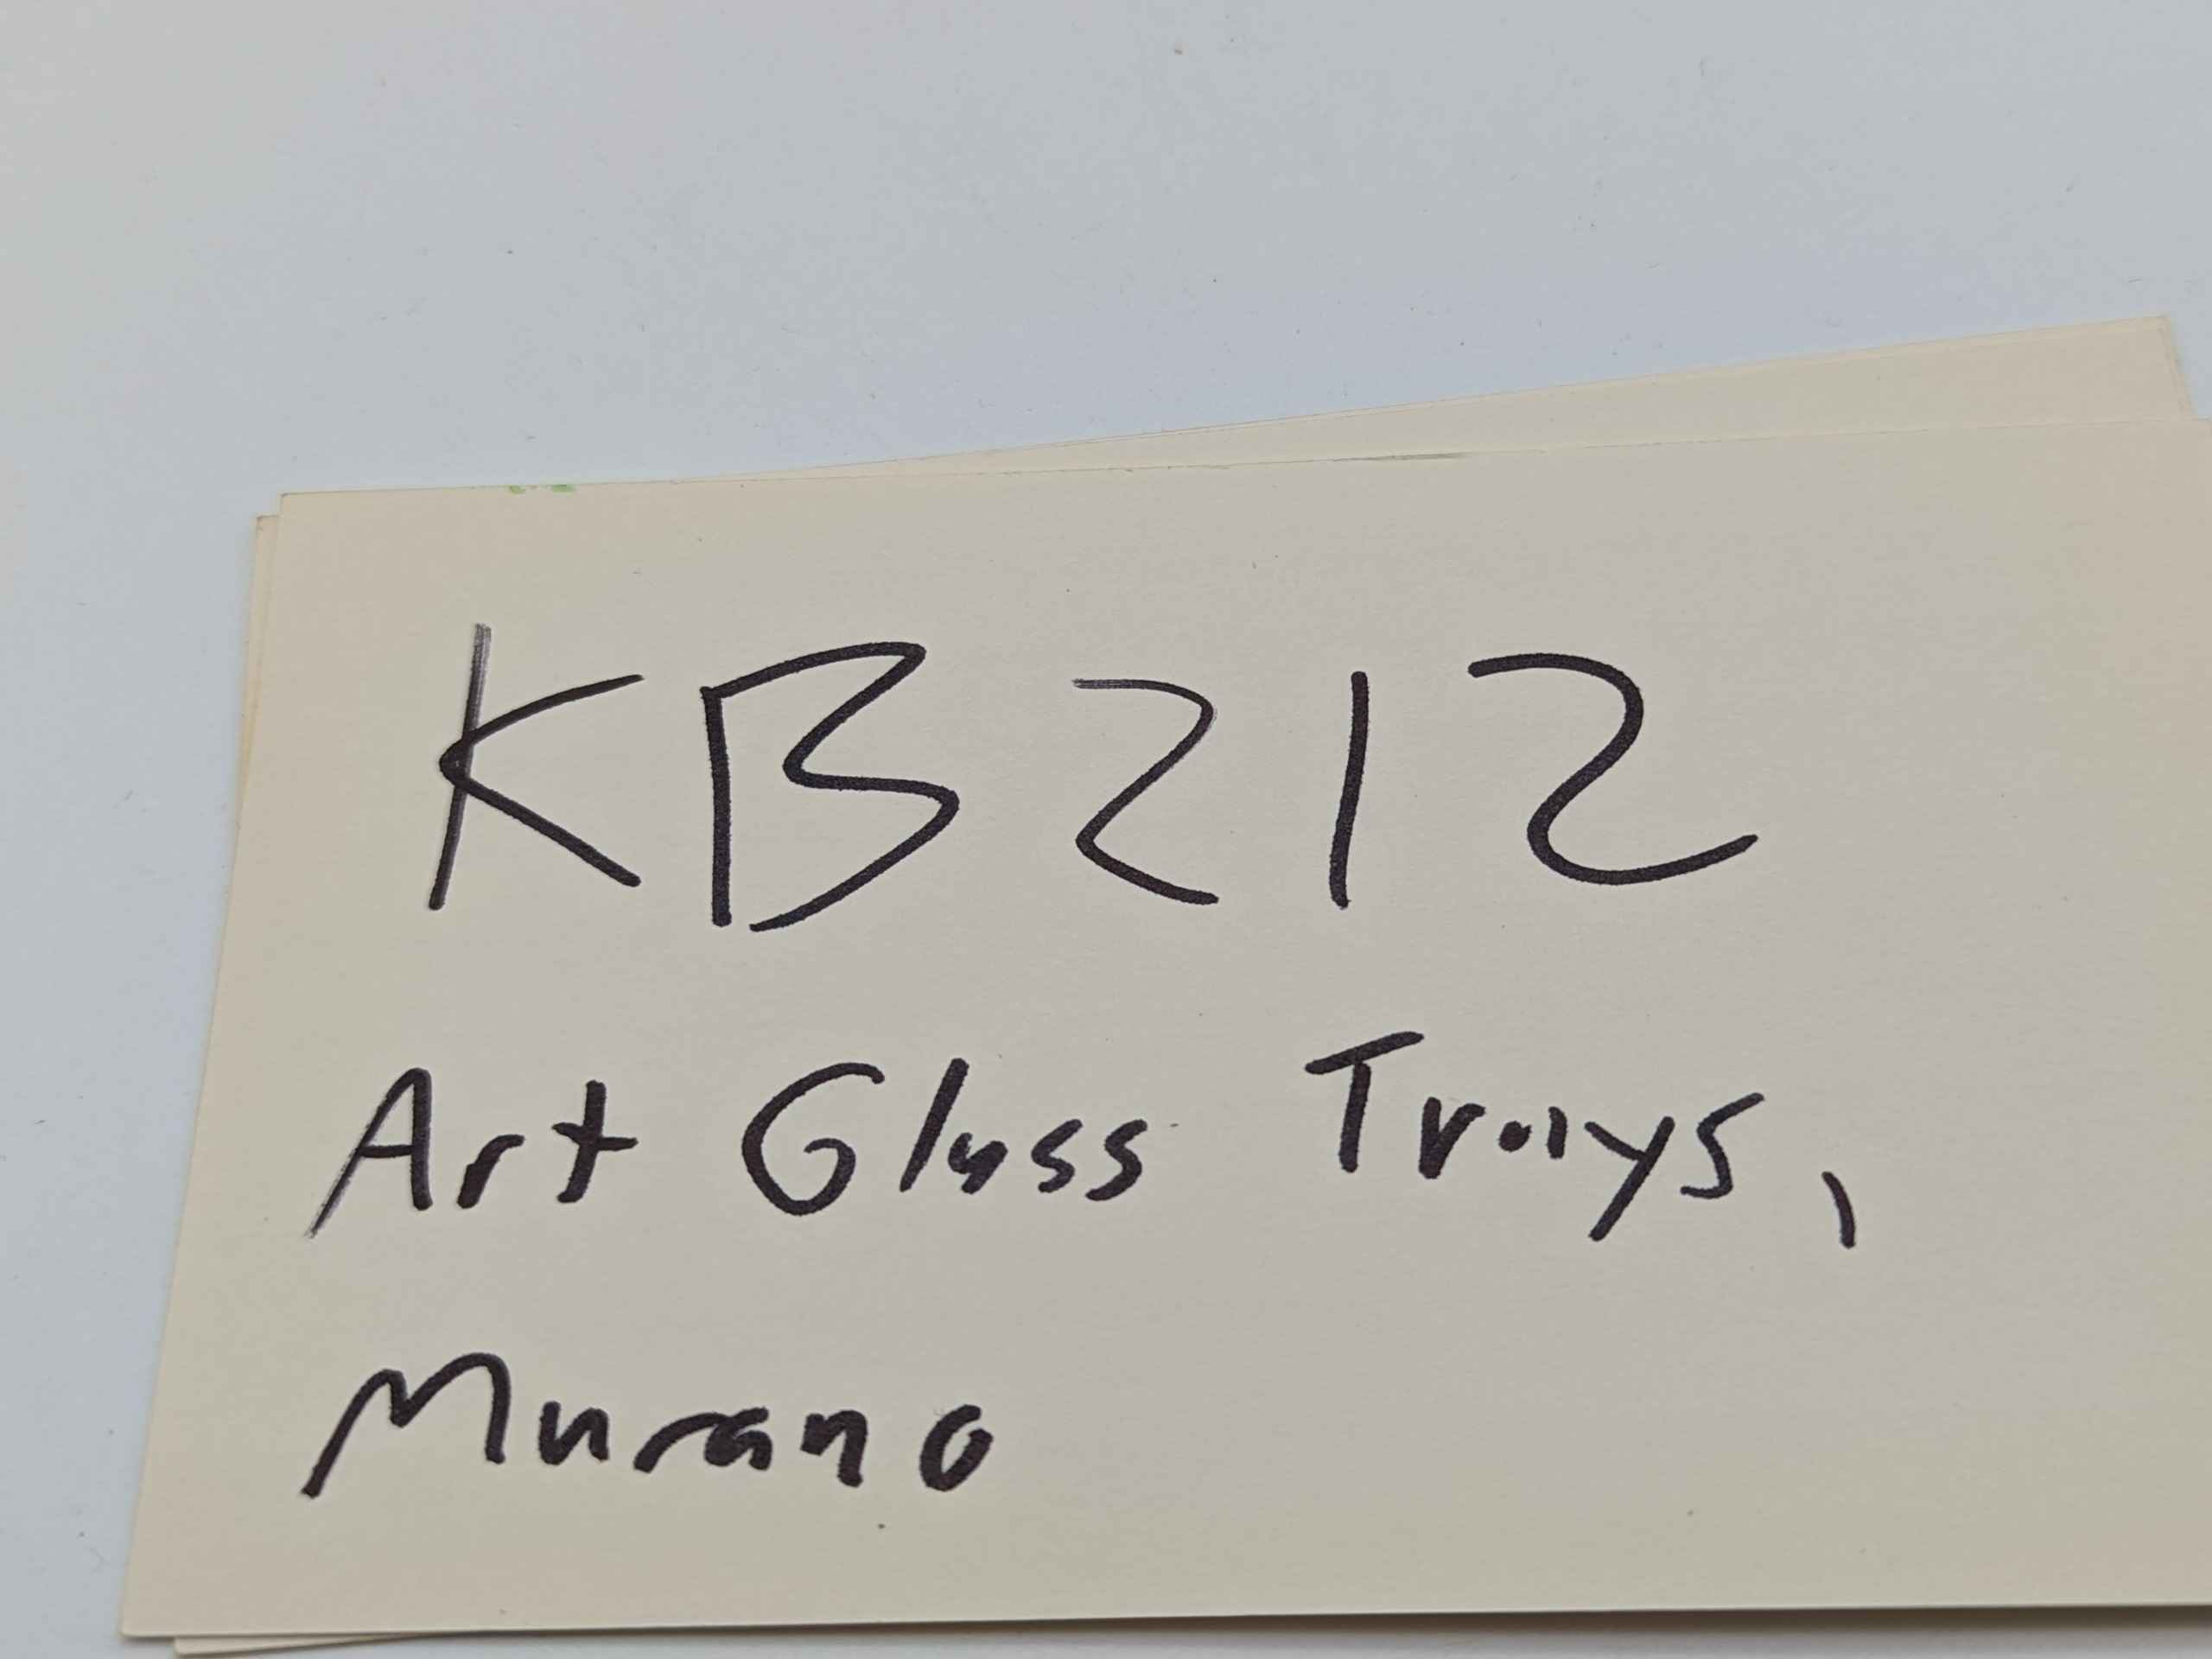 KB212
Art Glass Trays,
Murano